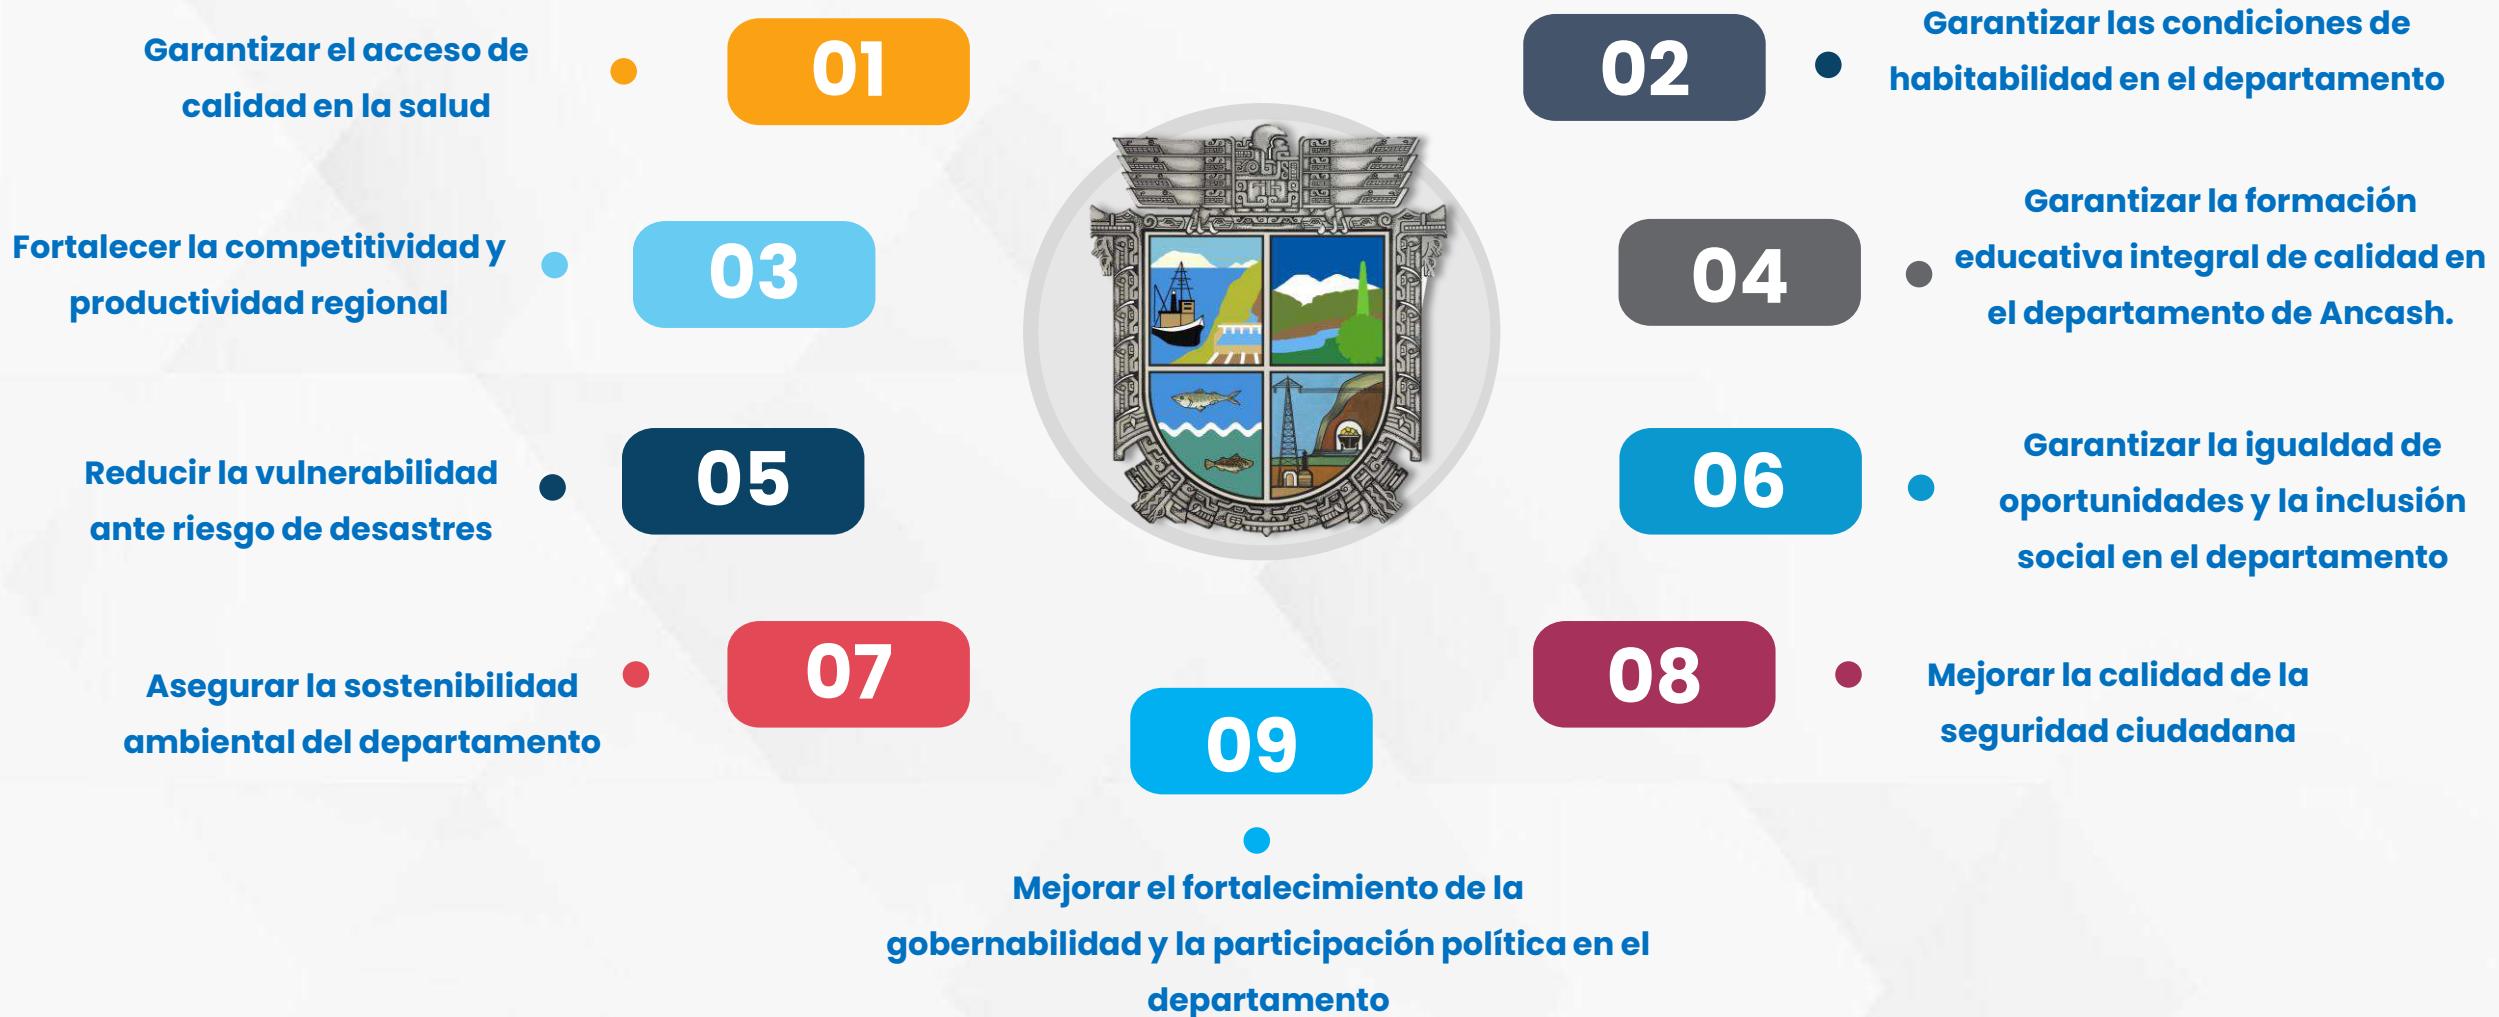 01
Garantizar el acceso de
calidad en la salud
02
Garantizar las condiciones de
habitabilidad en el departamento
03
Fortalecer la competitividad y
productividad regional
04
Garantizar la formación
educativa integral de calidad en
el departamento de Ancash.
05
Reducir la vulnerabilidad
ante riesgo de desastres
06
Garantizar la igualdad de
oportunidades y la inclusión
social en el departamento
07
Asegurar la sostenibilidad
ambiental del departamento
08
Mejorar la calidad de la
seguridad ciudadana
09
Mejorar el fortalecimiento de la
gobernabilidad y la participación política en el
departamento